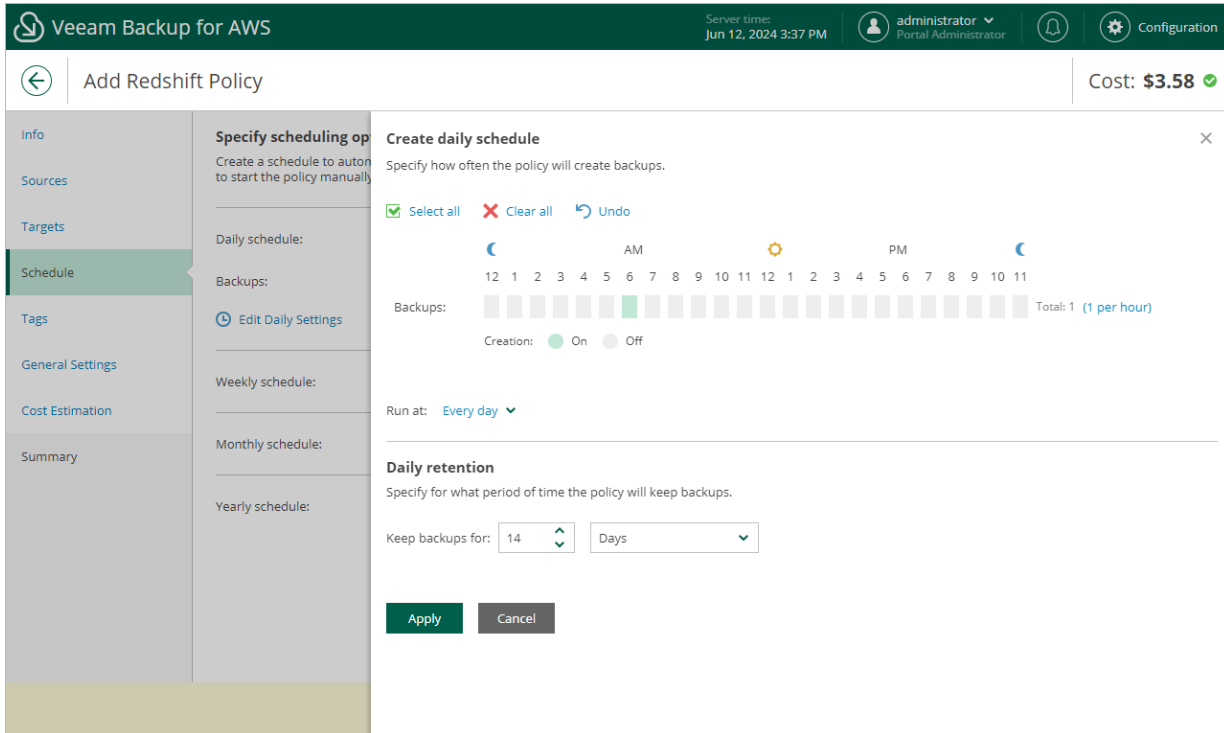 Veeam Backup for AWS
Server time:
Jun 12, 2024 3:37 PM
administrator
Portal Administrator
Configuration
Add Redshift Policy
Cost: $3.58
Info
Sources
Targets
Schedule
Tags
General Settings
Cost Estimation
Summary
Specify scheduling op
Create a schedule to autom
to start the policy manually
Daily schedule:
Backups:
Edit Daily Settings
Weekly schedule:
Monthly schedule:
Yearly schedule:
Create daily schedule
Specify how often the policy will create backups.
Select all Clear all Undo
AM PM
12 1 2 3 4 5 6 7 8 9 10 11 12 1 2 3 4 5 6 7 8 9 10 11
Backups: Total: 1 (1 per hour)
Creation: On Off
Run at: Every day
Daily retention
Specify for what period of time the policy will keep backups.
Keep backups for: 14 Days
Apply Cancel